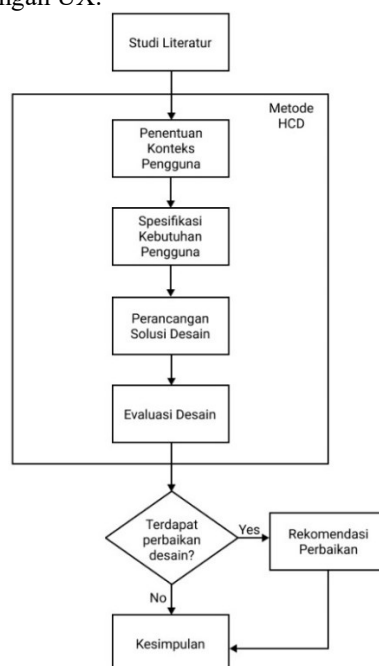 ngan UX.
Studi Literatur
Metode
HCD
Penentuan
Konteks
Pengguna
Spesifikasi
Kebutuhan
Pengguna
Perancangan
Solusi Desain
Evaluasi Desain
Terdapat
perbaikan
desain?
Yes
Rekomendasi
Perbaikan
No
Kesimpulan